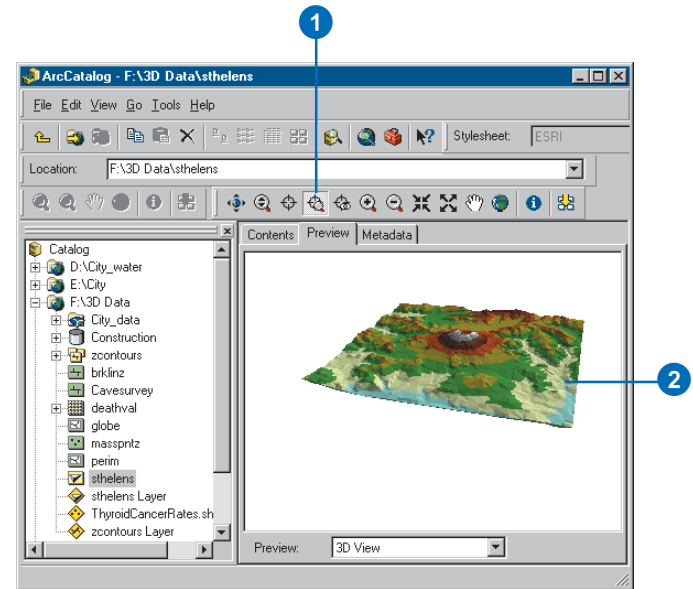 1
ArcCatalog - F:\3D Data\sthelens
File Edit View Go Tools Help
Stylesheet: ESRI
Location: F:\3D Data\sthelens
Contents Preview Metadata
Catalog
D:\City_water
E:\City
F:\3D Data
City_data
Construction
zcontours
brklinz
Cavesurvey
deathval
globe
masspntz
perim
sthelens
sthelens Layer
ThyroidCancerRates.sh
zcontours Layer
2
Preview: 3D View